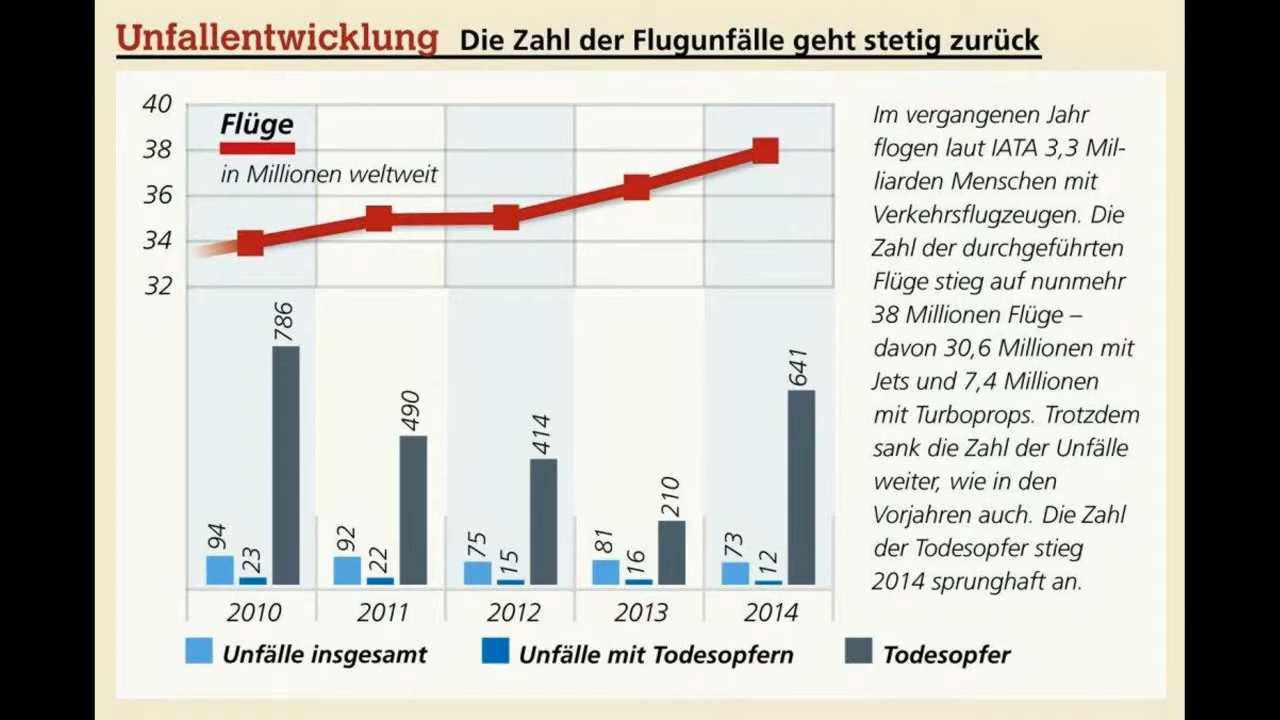 Unfallentwicklung Die Zahl der Flugunfälle geht stetig zurück
40
38
36
34
32
Flüge
in Millionen weltweit
94
23
786
92
22
490
75
15
414
81
16
210
73
12
641
2010
2011
2012
2013
2014
Unfälle insgesamt
Unfälle mit Todesopfern
Todesopfer
Im vergangenen Jahr
flogen laut IATA 3,3 Mil-
liarden Menschen mit
Verkehrsflugzeugen. Die
Zahl der durchgeführten
Flüge stieg auf nunmehr
38 Millionen Flüge –
davon 30,6 Millionen mit
Jets und 7,4 Millionen
mit Turboprops. Trotzdem
sank die Zahl der Unfälle
weiter, wie in den
Vorjahren auch. Die Zahl
der Todesopfer stieg
2014 sprunghaft an.